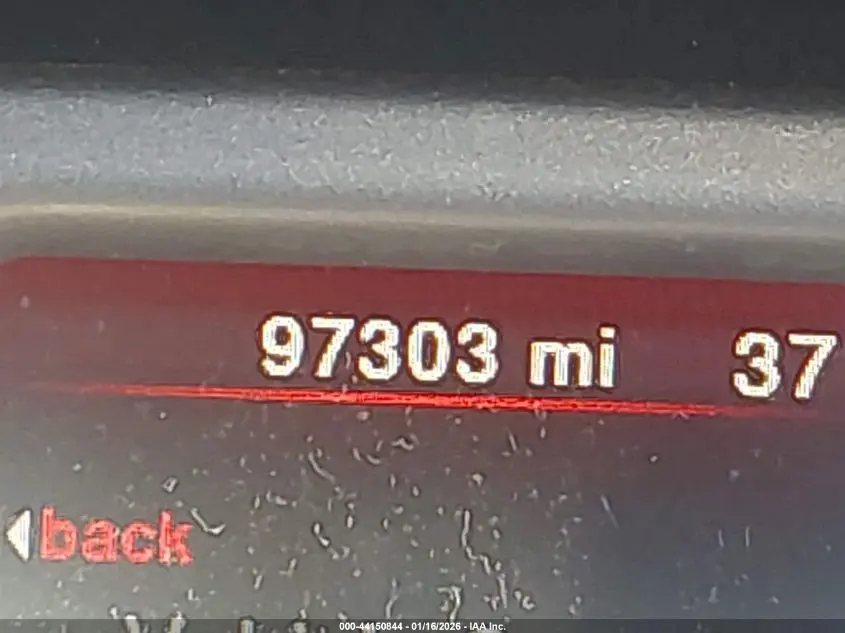 97303 mi 37
back
000-44150844 - 01/16/2026 - IAA Inc.